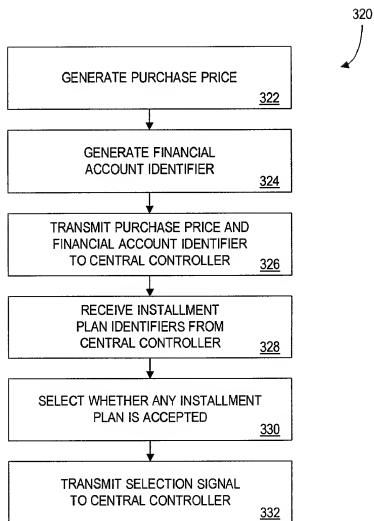 320
GENERATE PURCHASE PRICE
322
GENERATE FINANCIAL
ACCOUNT IDENTIFIER
324
TRANSMIT PURCHASE PRICE AND
FINANCIAL ACCOUNT IDENTIFIER
TO CENTRAL CONTROLLER
326
RECEIVE INSTALLMENT
PLAN IDENTIFIERS FROM
CENTRAL CONTROLLER
328
SELECT WHETHER ANY INSTALLMENT
PLAN IS ACCEPTED
330
TRANSMIT SELECTION SIGNAL
TO CENTRAL CONTROLLER
332